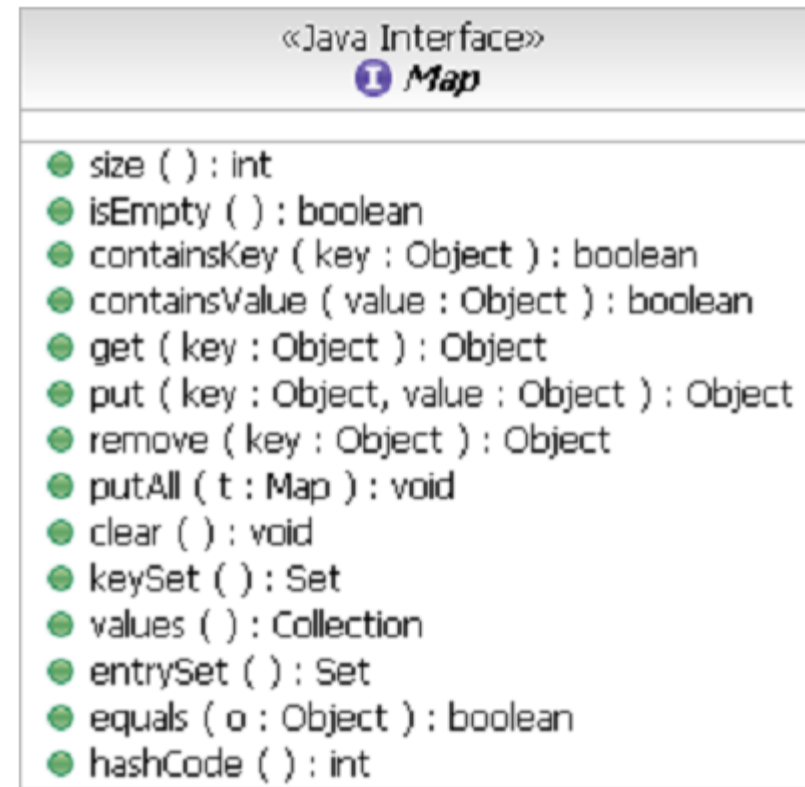 «Java Interface»
I Map
size ( ) : int
isEmpty ( ) : boolean
containsKey ( key : Object ) : boolean
containsValue ( value : Object ) : boolean
get ( key : Object ) : Object
put ( key : Object, value : Object ) : Object
remove ( key : Object ) : Object
putAll ( t : Map ) : void
clear ( ) : void
keySet ( ) : Set
values ( ) : Collection
entrySet ( ) : Set
equals ( o : Object ) : boolean
hashCode ( ) : int